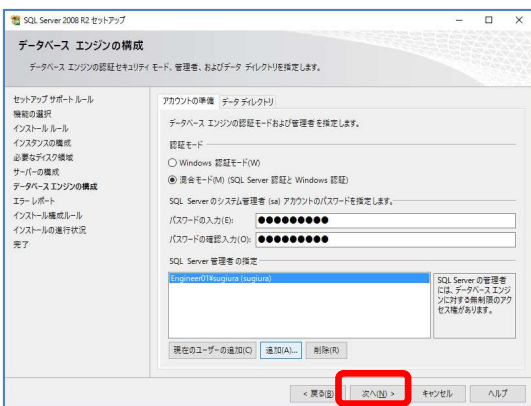 SQL Server 2008 R2 セットアップ
データベース エンジンの構成
データベース エンジンの認証セキュリティ モード、管理者、およびデータ ディレクトリを指定します。
セットアップ サポート ルール
機能の選択
インストール ルール
インスタンスの構成
必要なディスク領域
サーバーの構成
データベース エンジンの構成
エラー レポート
インストール構成ルール
インストールの進行状況
完了
アカウントの準備 データ ディレクトリ
データベース エンジンの認証モードおよび管理者を指定します。
認証モード
Windows 認証モード(W)
混合モード(M) (SQL Server 認証と Windows 認証)
SQL Server のシステム管理者 (sa) アカウントのパスワードを指定します。
パスワードの入力(E): ●●●●●●●●●
パスワードの確認入力(O): ●●●●●●●●●
SQL Server 管理者の指定
Engineer01¥sugiura (sugiura)
SQL Server の管理者
には、データベース エンジ
ンに対する無制限のアク
セス権があります。
現在のユーザーの追加(C) 追加(A)... 削除(R)
< 戻る(B) 次へ(N) > キャンセル ヘルプ